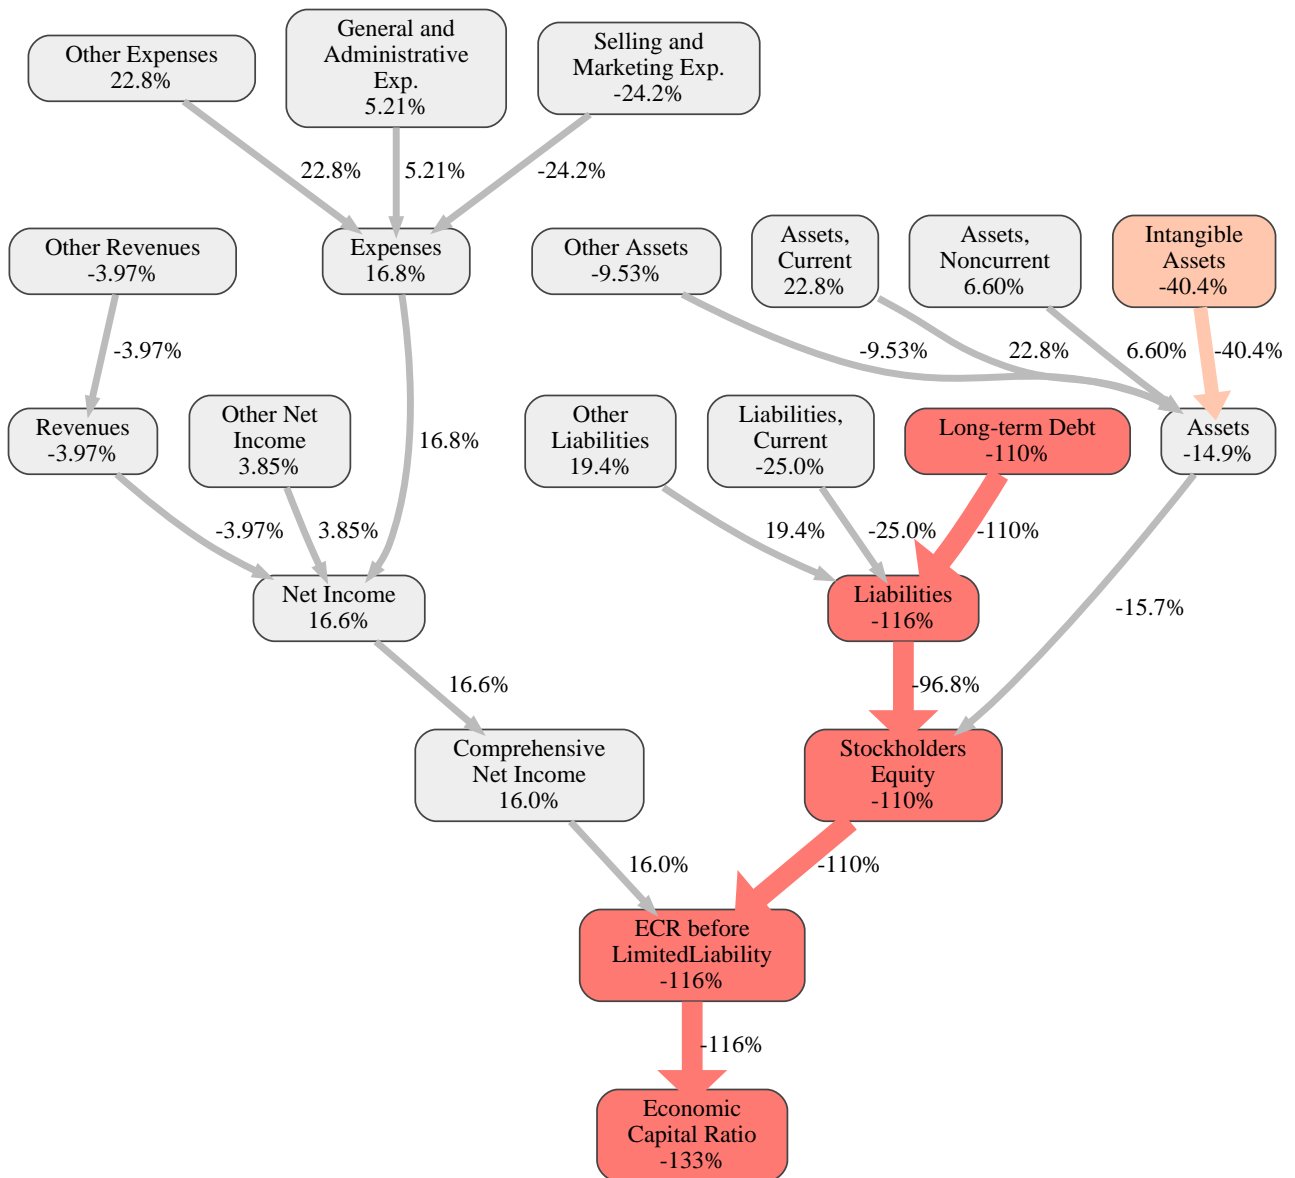 Other Expenses
22.8%
General and
Administrative
Exp.
5.21%
Selling and
Marketing Exp.
-24.2%
22.8%
5.21%
-24.2%
Other Revenues
-3.97%
Expenses
16.8%
Other Assets
-9.53%
Assets,
Current
22.8%
Assets,
Noncurrent
6.60%
Intangible
Assets
-40.4%
-3.97%
-9.53%
22.8%
6.60%
-40.4%
Revenues
-3.97%
Other Net
Income
3.85%
16.8%
Other
Liabilities
19.4%
Liabilities,
Current
-25.0%
Long-term Debt
-110%
Assets
-14.9%
-3.97%
3.85%
19.4%
-25.0%
-110%
Net Income
16.6%
Liabilities
-116%
-15.7%
16.6%
-96.8%
Comprehensive
Net Income
16.0%
Stockholders
Equity
-110%
16.0%
-110%
ECR before
LimitedLiability
-116%
-116%
Economic
Capital Ratio
-133%